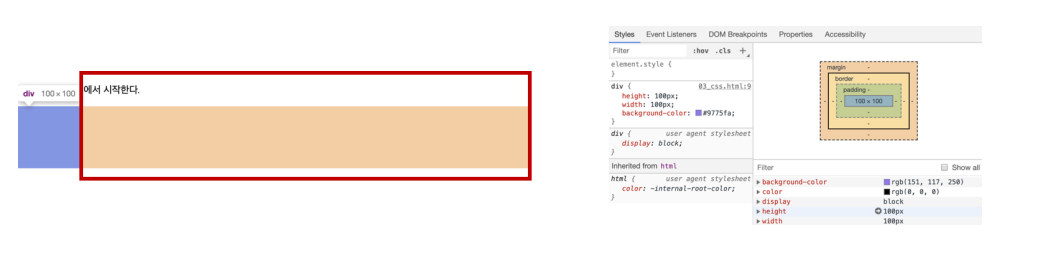 에서 시작한다.
div 100 × 100
Styles Event Listeners DOM Breakpoints Properties Accessibility
Filter :hov .cls +
element.style {
}
div { 03_css.html:9
height: 100px;
width: 100px;
background-color: #9775fa;
}
div { user agent stylesheet
display: block;
}
Inherited from html
html { user agent stylesheet
color: -internal-root-color;
}
margin -
border -
padding -
- - - 100 × 100 - - -
-
-
-
Filter Show all
background-color rgb(151, 117, 250)
color rgb(0, 0, 0)
display block
height 100px
width 100px